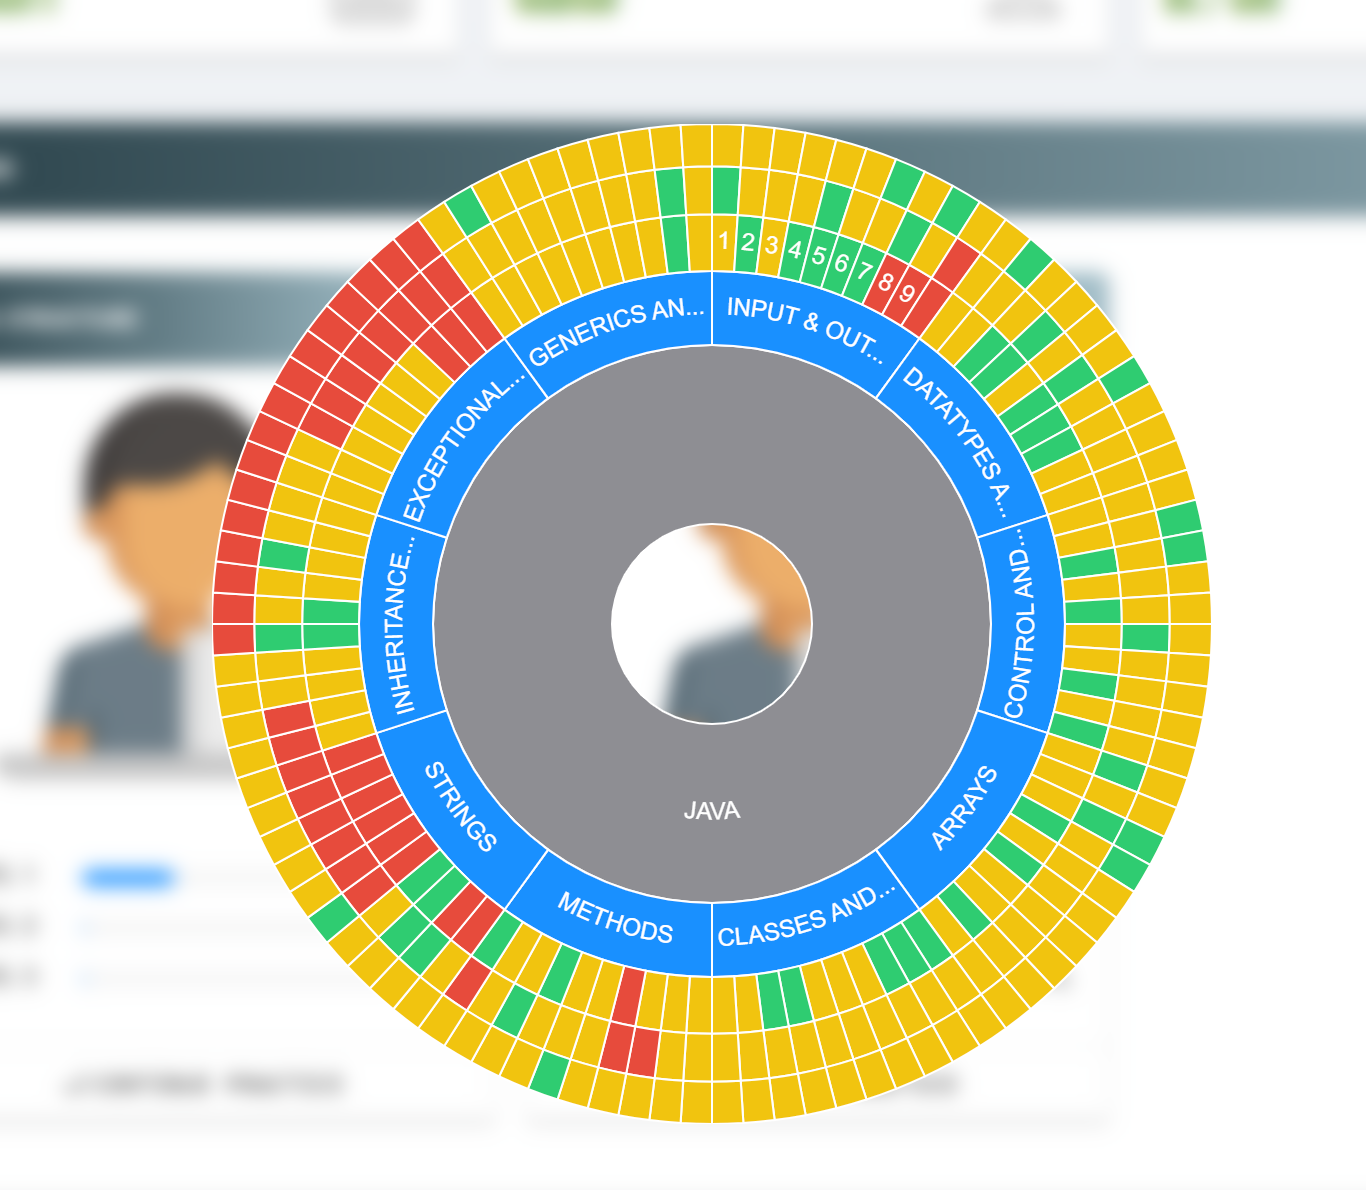 1
2
3
4
5
6
7
8
9
INPUT & OUT...
DATATYPES A...
CONTROL AND...
ARRAYS
CLASSES AND...
METHODS
STRINGS
INHERITANCE...
EXCEPTIONAL...
GENERICS AN...
JAVA